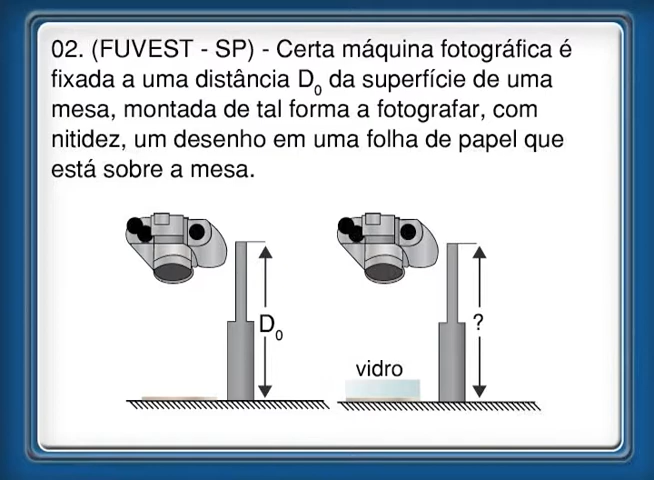 02. (FUVEST - SP) - Certa máquina fotográfica é
fixada a uma distância D₀ da superfície de uma
mesa, montada de tal forma a fotografar, com
nitidez, um desenho em uma folha de papel que
está sobre a mesa.
D₀
?
vidro